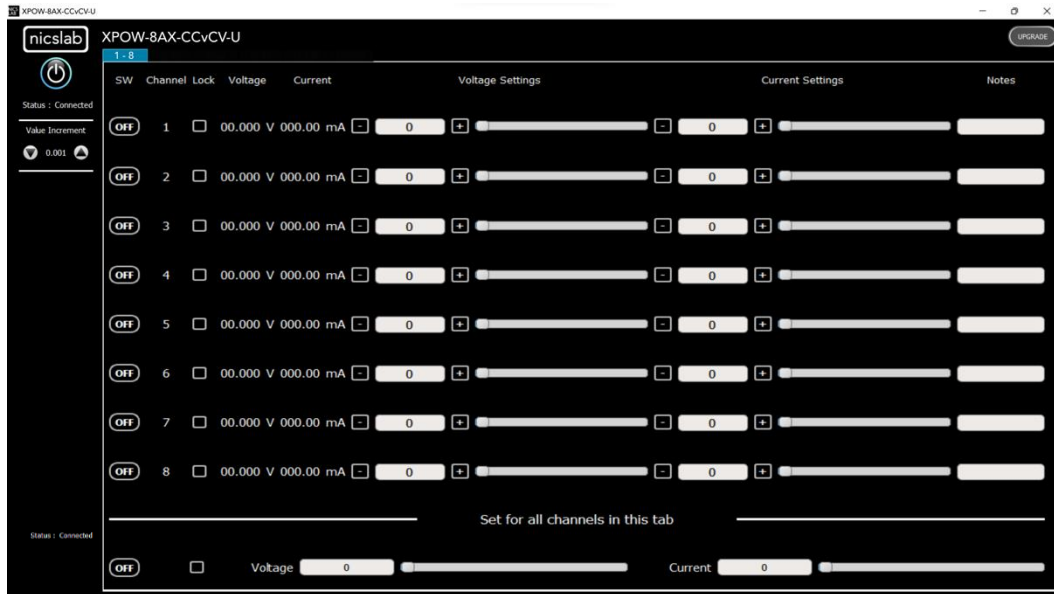 XPOW-8AX-CCvCV-U
nicslab XPOW-8AX-CCvCV-U UPGRADE
1 - 8
SW Channel Lock Voltage Current Voltage Settings Current Settings Notes
Status : Connected
Value Increment
0.001
OFF 1 00.000 V 000.00 mA - 0 + - 0 +
OFF 2 00.000 V 000.00 mA - 0 + - 0 +
OFF 3 00.000 V 000.00 mA - 0 + - 0 +
OFF 4 00.000 V 000.00 mA - 0 + - 0 +
OFF 5 00.000 V 000.00 mA - 0 + - 0 +
OFF 6 00.000 V 000.00 mA - 0 + - 0 +
OFF 7 00.000 V 000.00 mA - 0 + - 0 +
OFF 8 00.000 V 000.00 mA - 0 + - 0 +
Set for all channels in this tab
Status : Connected
OFF Voltage 0 Current 0